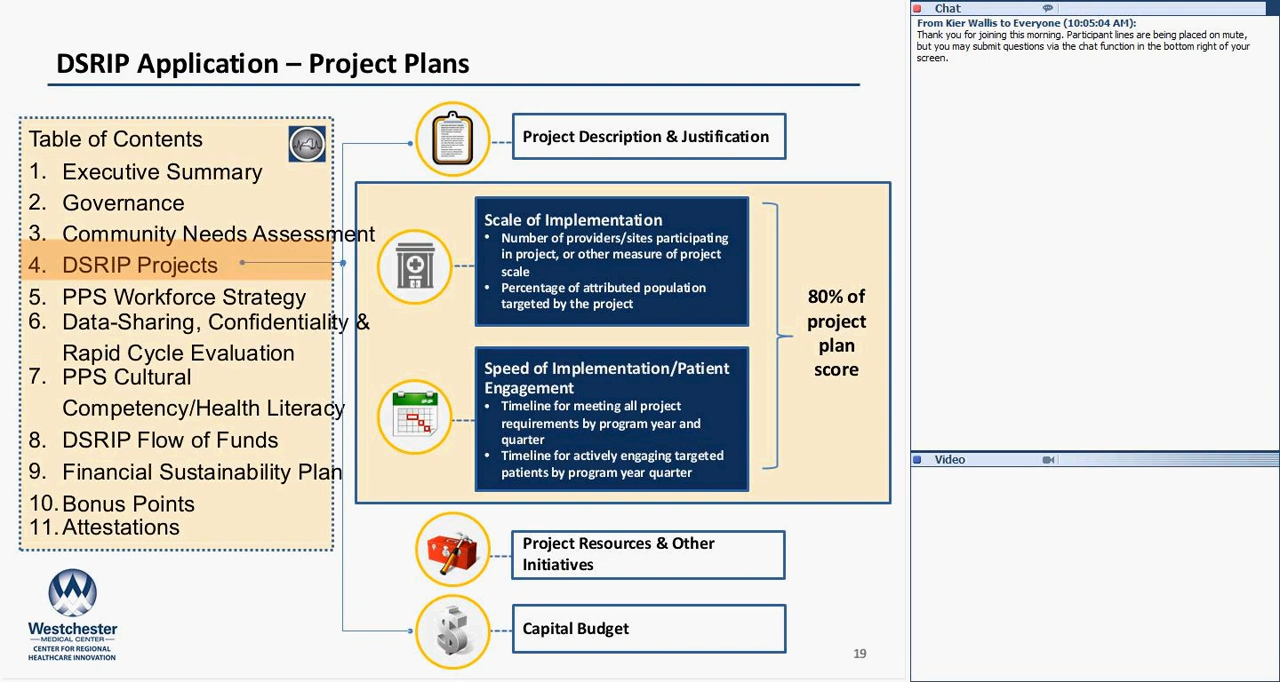 DSRIP Application – Project Plans
Table of Contents
1. Executive Summary
2. Governance
3. Community Needs Assessment
4. DSRIP Projects
5. PPS Workforce Strategy
6. Data-Sharing, Confidentiality &
Rapid Cycle Evaluation
7. PPS Cultural
Competency/Health Literacy
8. DSRIP Flow of Funds
9. Financial Sustainability Plan
10. Bonus Points
11. Attestations
Project Description & Justification
Scale of Implementation
• Number of providers/sites participating
in project, or other measure of project
scale
• Percentage of attributed population
targeted by the project
Speed of Implementation/Patient
Engagement
• Timeline for meeting all project
requirements by program year and
quarter
• Timeline for actively engaging targeted
patients by program year quarter
80% of
project
plan
score
Project Resources & Other
Initiatives
Capital Budget
Westchester
MEDICAL CENTER
CENTER FOR REGIONAL
HEALTHCARE INNOVATION
19
Chat
From Kier Wallis to Everyone (10:05:04 AM):
Thank you for joining this morning. Participant lines are being placed on mute,
but you may submit questions via the chat function in the bottom right of your
screen.
Video